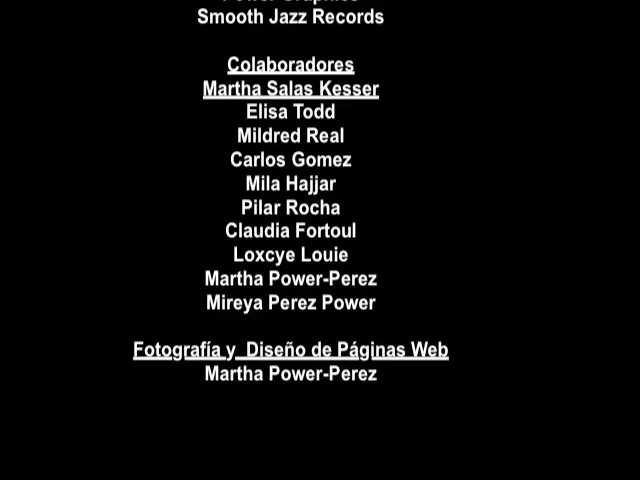 Smooth Jazz Records
Colaboradores
Martha Salas Kesser
Elisa Todd
Mildred Real
Carlos Gomez
Mila Hajjar
Pilar Rocha
Claudia Fortoul
Loxcye Louie
Martha Power-Perez
Mireya Perez Power
Fotografía y  Diseño de Páginas Web
Martha Power-Perez